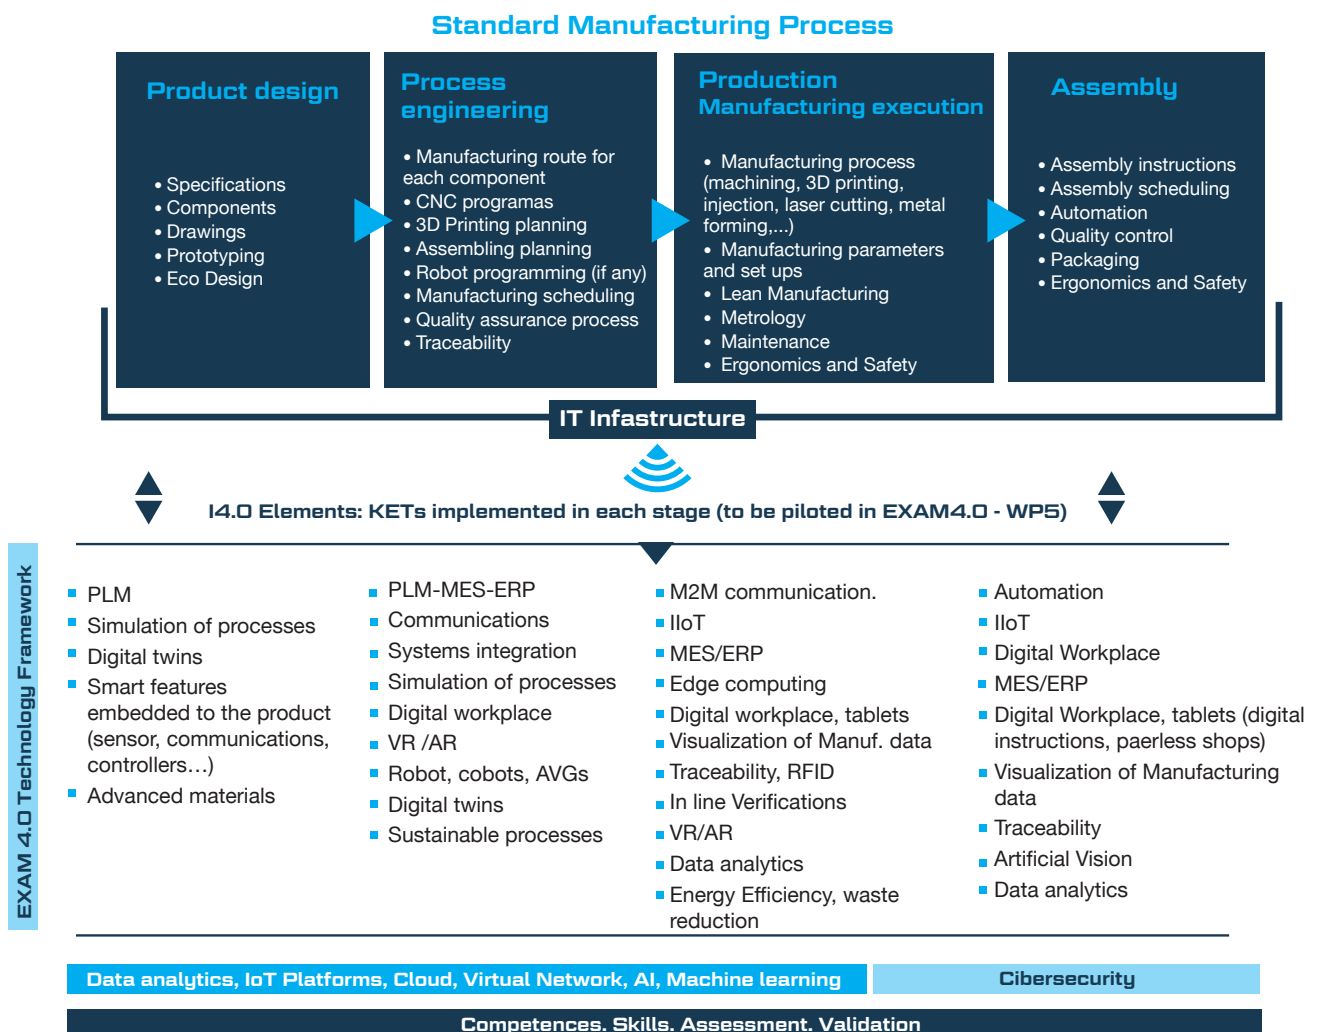 Standard Manufacturing Process
Product design
• Specifications
• Components
• Drawings
• Prototyping
• Eco Design
Process
engineering
• Manufacturing route for
each component
• CNC programas
• 3D Printing planning
• Assembling planning
• Robot programming (if any)
• Manufacturing scheduling
• Quality assurance process
• Traceability
Production
Manufacturing execution
• Manufacturing process
(machining, 3D printing,
injection, laser cutting, metal
forming,...)
• Manufacturing parameters
and set ups
• Lean Manufacturing
• Metrology
• Maintenance
• Ergonomics and Safety
Assembly
• Assembly instructions
• Assembly scheduling
• Automation
• Quality control
• Packaging
• Ergonomics and Safety
IT Infastructure
I4.0 Elements: KETs implemented in each stage (to be piloted in EXAM4.0 - WP5)
EXAM 4.0 Technology Framework
PLM
Simulation of processes
Digital twins
Smart features
embedded to the product
(sensor, communications,
controllers…)
Advanced materials
PLM-MES-ERP
Communications
Systems integration
Simulation of processes
Digital workplace
VR /AR
Robot, cobots, AVGs
Digital twins
Sustainable processes
M2M communication.
IIoT
MES/ERP
Edge computing
Digital workplace, tablets
Visualization of Manuf. data
Traceability, RFID
In line Verifications
VR/AR
Data analytics
Energy Efficiency, waste
reduction
Automation
IIoT
Digital Workplace
MES/ERP
Digital Workplace, tablets (digital
instructions, paerless shops)
Visualization of Manufacturing
data
Traceability
Artificial Vision
Data analytics
Data analytics, IoT Platforms, Cloud, Virtual Network, AI, Machine learning
Cibersecurity
Competences, Skills, Assessment, Validation